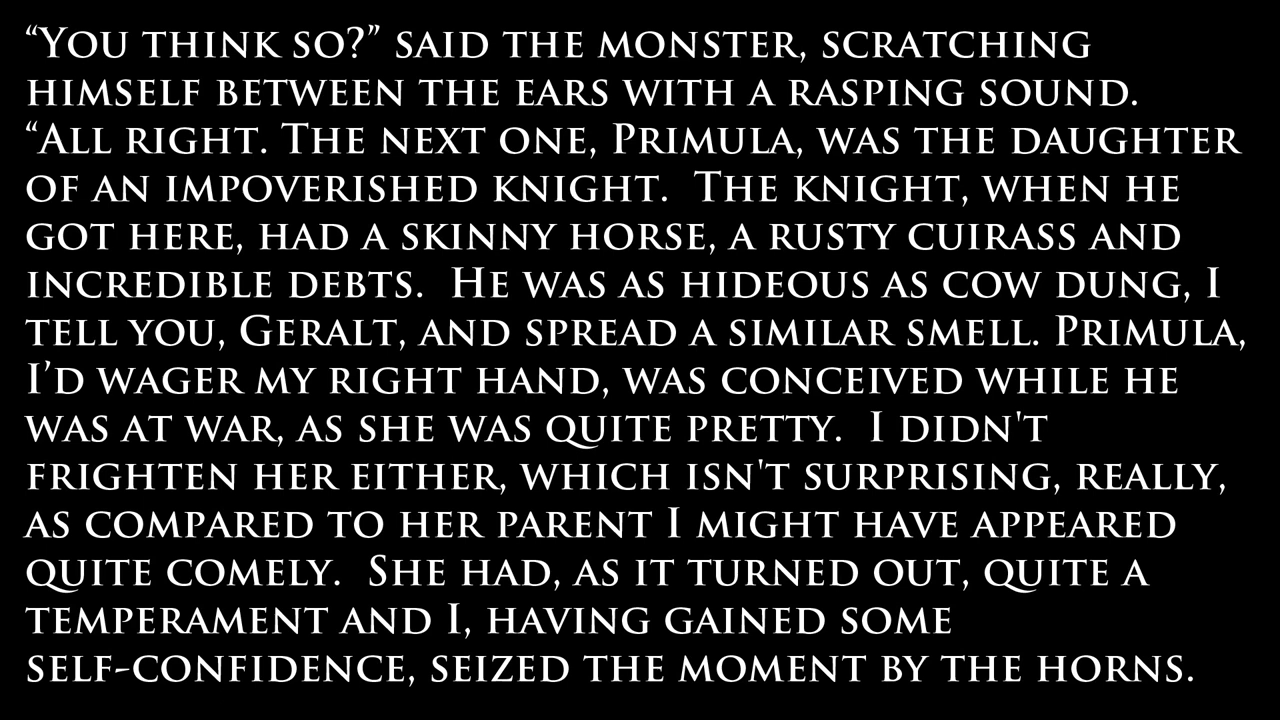 “You think so?” said the monster, scratching
himself between the ears with a rasping sound.
“All right. The next one, Primula, was the daughter
of an impoverished knight.  The knight, when he
got here, had a skinny horse, a rusty cuirass and
incredible debts.  He was as hideous as cow dung, I
tell you, Geralt, and spread a similar smell. Primula,
I’d wager my right hand, was conceived while he
was at war, as she was quite pretty.  I didn't
frighten her either, which isn't surprising, really,
as compared to her parent I might have appeared
quite comely.  She had, as it turned out, quite a
temperament and I, having gained some
self-confidence, seized the moment by the horns.